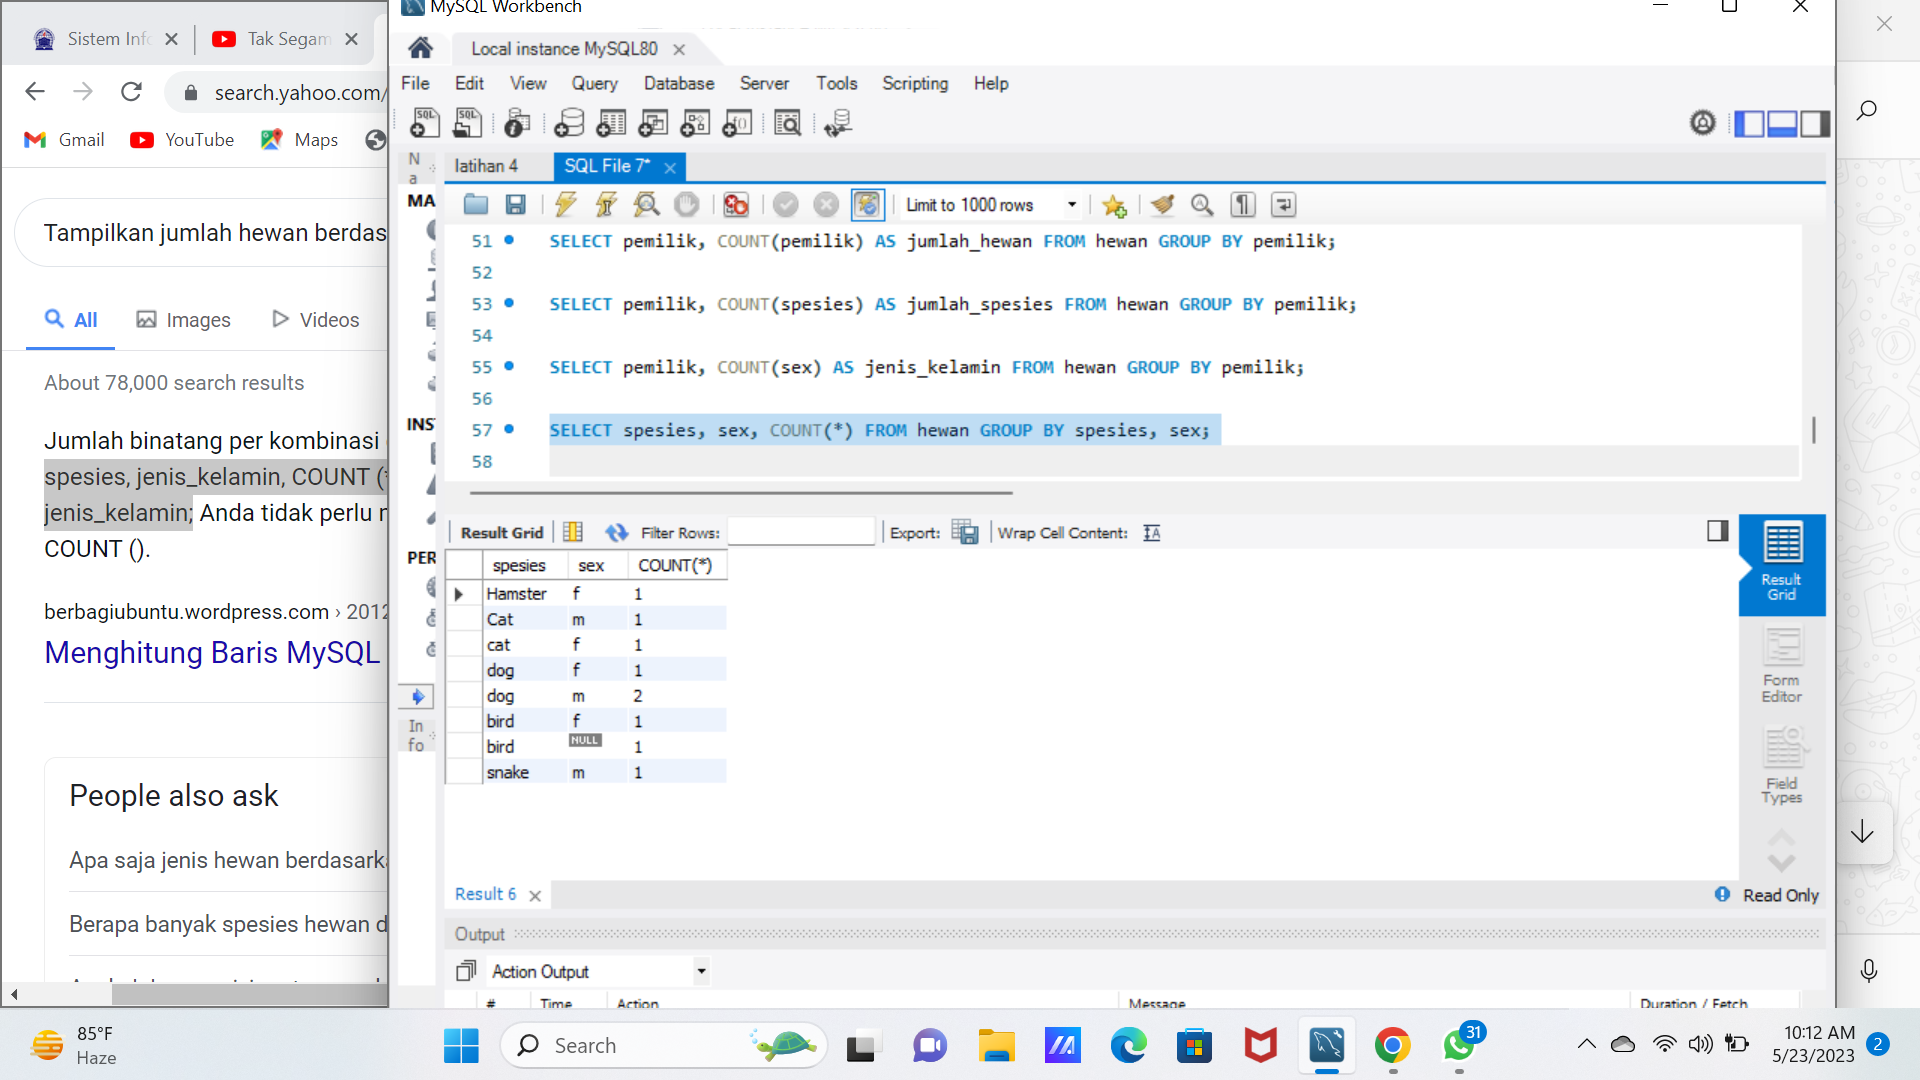 Sistem Info
Tak Segam
search.yahoo.com/
Gmail
YouTube
Maps
Tampilkan jumlah hewan berdas
All
Images
Videos
About 78,000 search results
Jumlah binatang per kombinasi
spesies, jenis_kelamin, COUNT (*
jenis_kelamin; Anda tidak perlu
COUNT ().
berbagiubuntu.wordpress.com › 2012
Menghitung Baris MySQL
People also ask
Apa saja jenis hewan berdasarka
Berapa banyak spesies hewan d
MySQL Workbench
Local instance MySQL80
File Edit View Query Database Server Tools Scripting Help
Na
MA
INS
PER
Info
latihan 4
SQL File 7*
Limit to 1000 rows
51 SELECT pemilik, COUNT(pemilik) AS jumlah_hewan FROM hewan GROUP BY pemilik;
52
53 SELECT pemilik, COUNT(spesies) AS jumlah_spesies FROM hewan GROUP BY pemilik;
54
55 SELECT pemilik, COUNT(sex) AS jenis_kelamin FROM hewan GROUP BY pemilik;
56
57 SELECT spesies, sex, COUNT(*) FROM hewan GROUP BY spesies, sex;
58
Result Grid Filter Rows: Export: Wrap Cell Content:
spesies sex COUNT(*)
Hamster f 1
Cat m 1
cat f 1
dog f 1
dog m 2
bird f 1
bird NULL 1
snake m 1
Result Grid
Form Editor
Field Types
Result 6
Read Only
Output
Action Output
# Time Action Message Duration / Fetch
85°F
Haze
Search
31
10:12 AM
5/23/2023
2